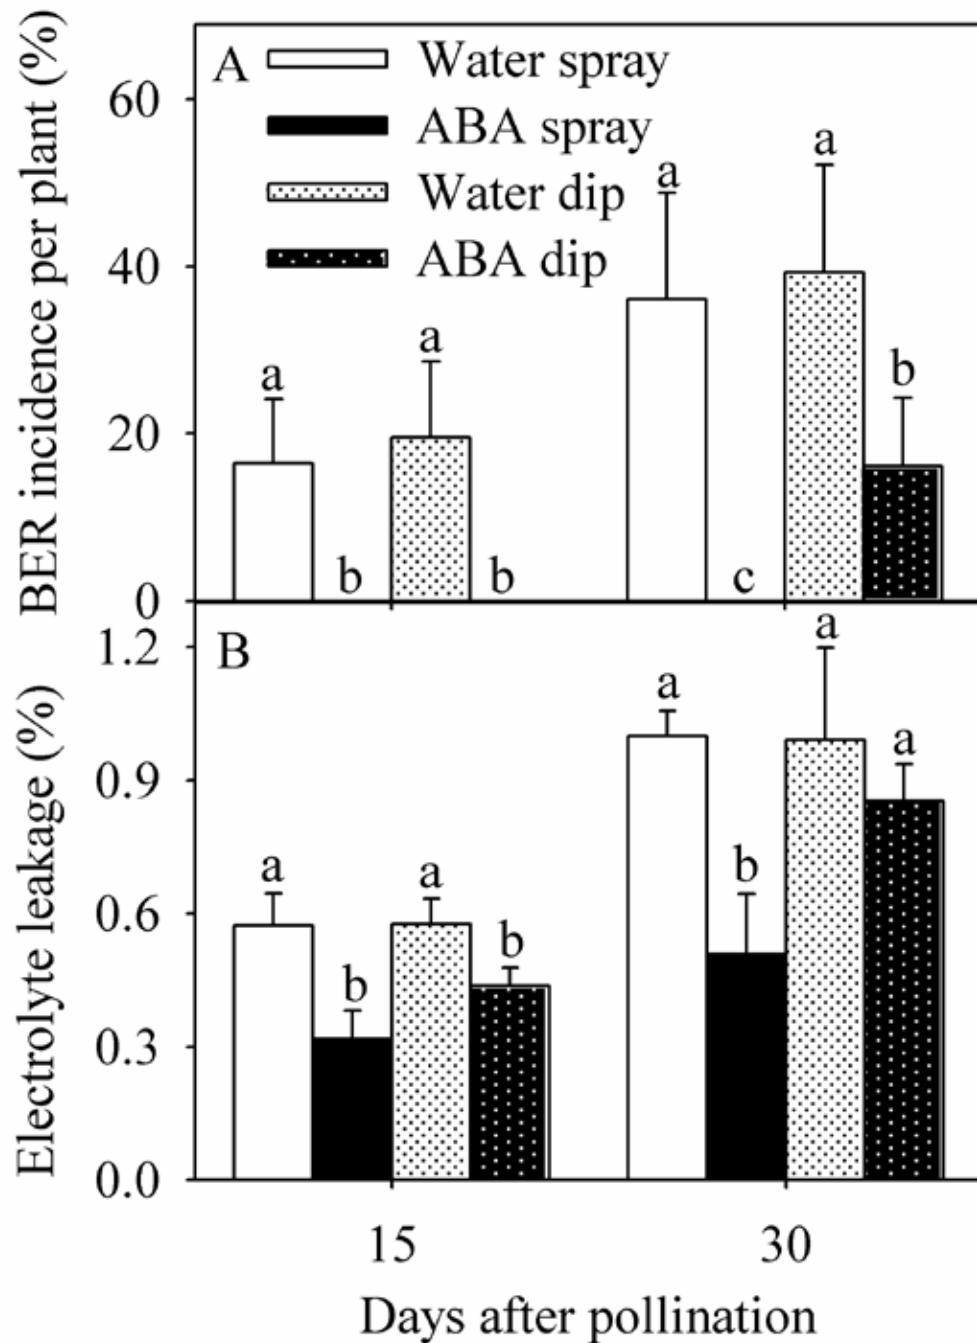 BER incidence per plant (%)
A
Water spray
ABA spray
Water dip
ABA dip
60
40
20
0
a
b
a
b
a
c
a
b
Electrolyte leakage (%)
B
1.2
0.9
0.6
0.3
0.0
a
b
a
b
a
b
a
a
15
30
Days after pollination